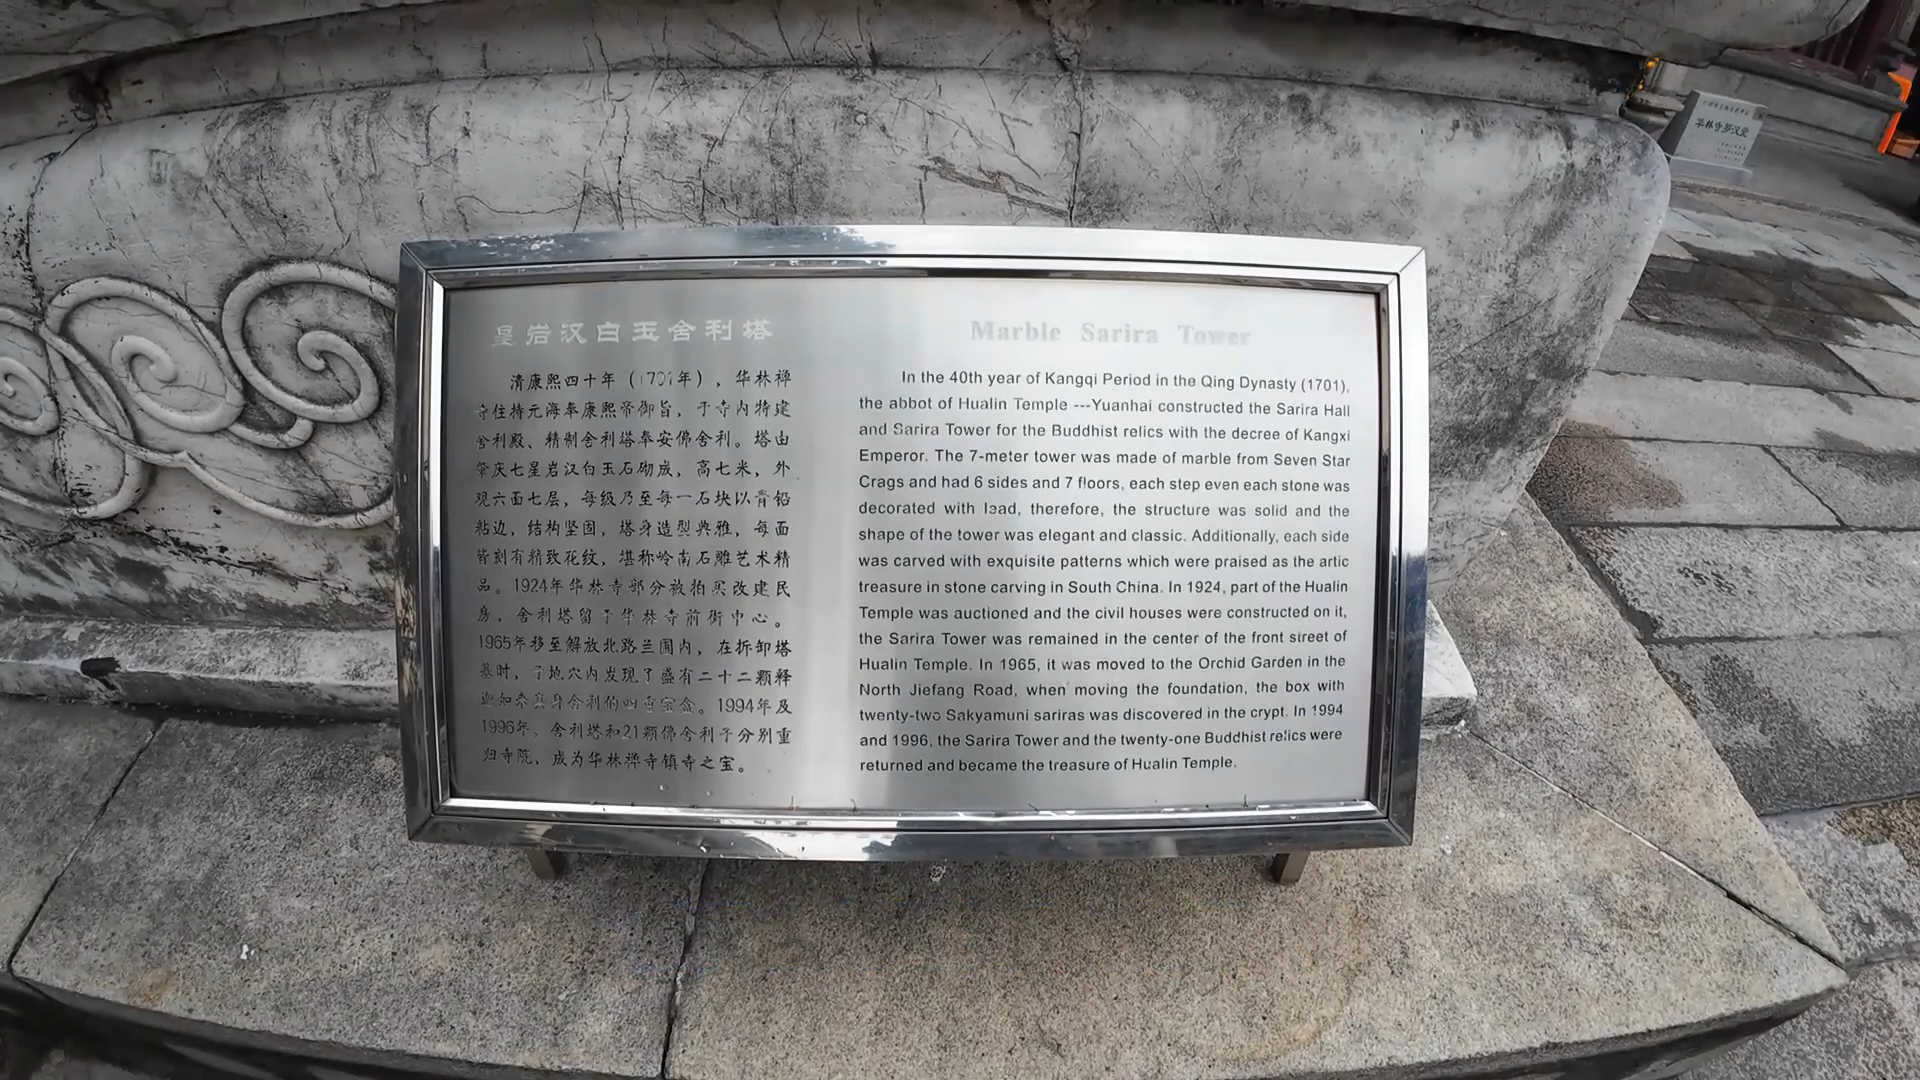 皇岩汉白玉舍利塔
清康熙四十年（1701年），华林禅
寺住持元海奉康熙帝御旨，于寺内特建
舍利殿、精制舍利塔奉安佛舍利。塔由
肇庆七星岩汉白玉石砌成，高七米，外
观六面七层，每级乃至每一石块以青铅
粘边，结构坚固，塔身造型典雅，每面
皆刻有精致花纹，堪称岭南石雕艺术精
品。1924年华林寺部分被拍买改建民
房，舍利塔留于华林寺前街中心。
1965年移至解放北路兰圃内，在拆卸塔
基时，于地穴内发现了盛有二十二颗释
迦如来真身舍利的四重宝盒。1994年及
1996年，舍利塔和21颗佛舍利子分别重
归寺院，成为华林禅寺镇寺之宝。
Marble Sarira Tower
In the 40th year of Kangqi Period in the Qing Dynasty (1701),
the abbot of Hualin Temple ---Yuanhai constructed the Sarira Hall
and Sarira Tower for the Buddhist relics with the decree of Kangxi
Emperor. The 7-meter tower was made of marble from Seven Star
Crags and had 6 sides and 7 floors, each step even each stone was
decorated with lead, therefore, the structure was solid and the
shape of the tower was elegant and classic. Additionally, each side
was carved with exquisite patterns which were praised as the artic
treasure in stone carving in South China. In 1924, part of the Hualin
Temple was auctioned and the civil houses were constructed on it,
the Sarira Tower was remained in the center of the front street of
Hualin Temple. In 1965, it was moved to the Orchid Garden in the
North Jiefang Road, when moving the foundation, the box with
twenty-two Sakyamuni sariras was discovered in the crypt. In 1994
and 1996, the Sarira Tower and the twenty-one Buddhist relics were
returned and became the treasure of Hualin Temple.
华林寺罗汉堂